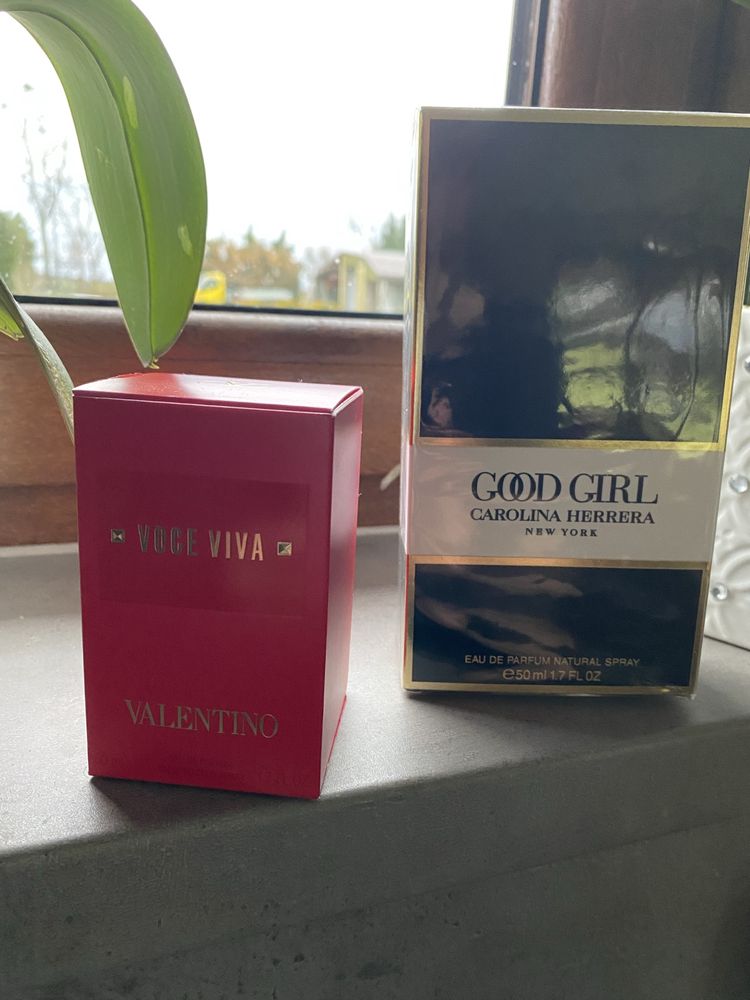 VOCE VIVA
VALENTINO
GOOD GIRL
CAROLINA HERRERA
NEW YORK
EAU DE PARFUM NATURAL SPRAY
℮50 ml 1.7 FL OZ